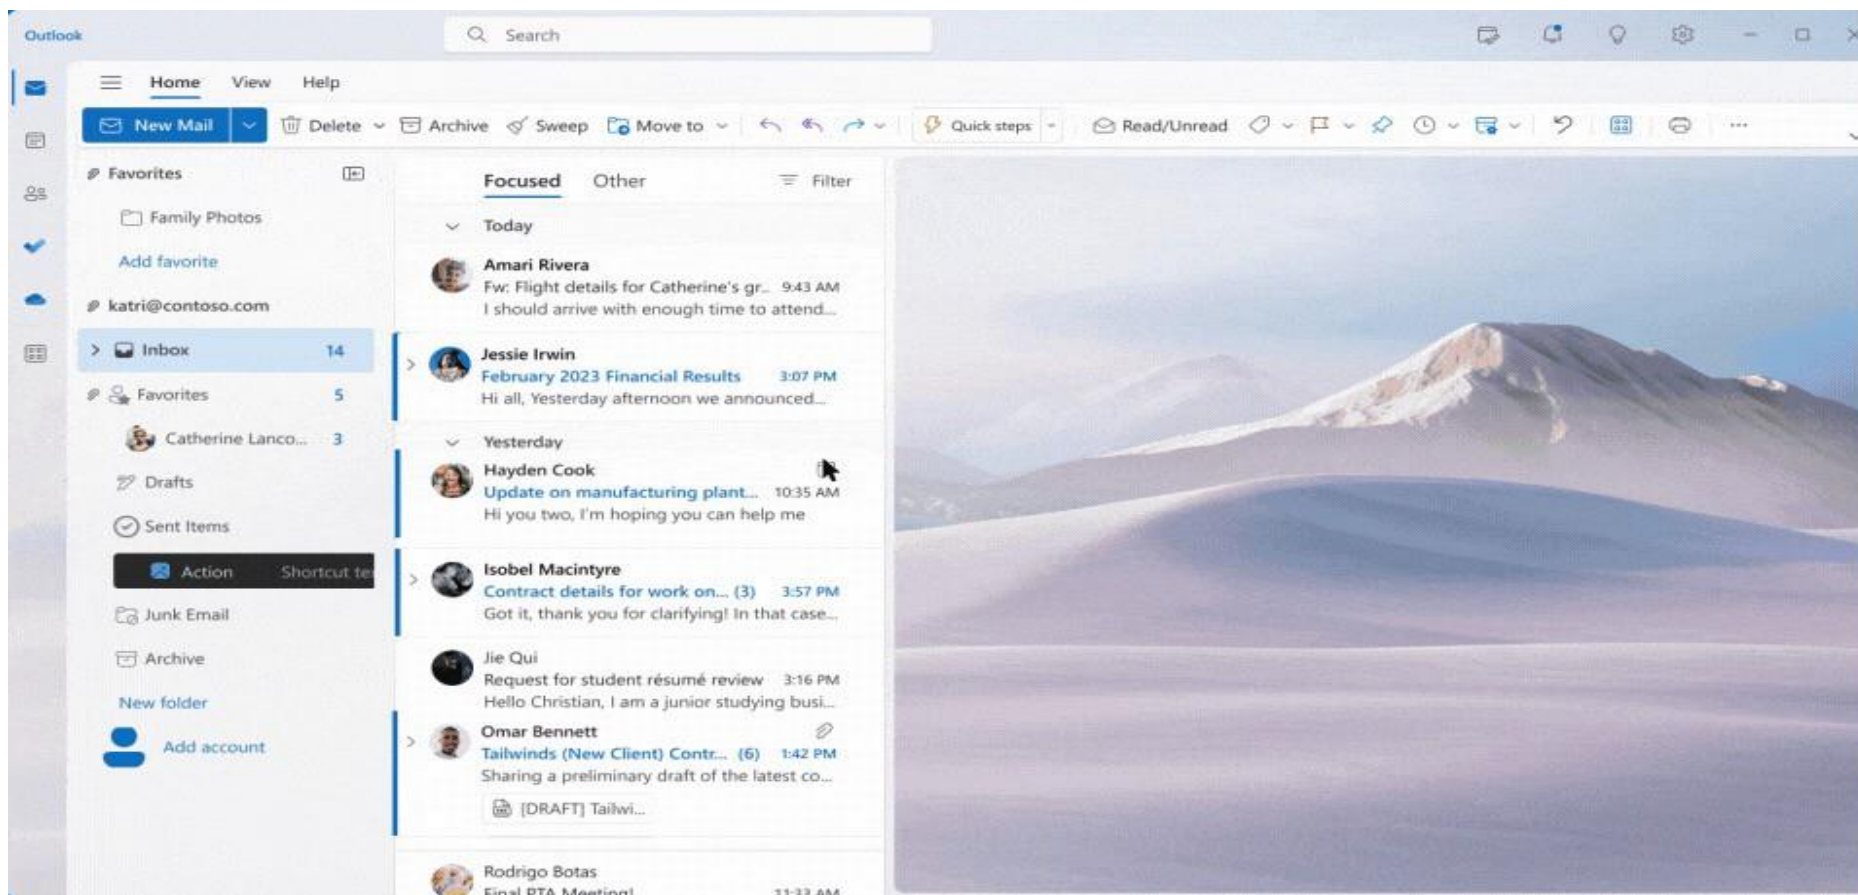 Outlook
Search
Home View Help
New Mail Delete Archive Sweep Move to Quick steps Read/Unread
Favorites
Family Photos
Add favorite
katri@contoso.com
Inbox 14
Favorites 5
Catherine Lanco... 3
Drafts
Sent Items
Action Shortcut
Junk Email
Archive
New folder
Add account
Focused Other Filter
Today
Amari Rivera
Fw: Flight details for Catherine's gr... 9:43 AM
I should arrive with enough time to attend...
Jessie Irwin
February 2023 Financial Results 3:07 PM
Hi all, Yesterday afternoon we announced...
Yesterday
Hayden Cook
Update on manufacturing plant... 10:35 AM
Hi you two, I'm hoping you can help me
Isobel Macintyre
Contract details for work on... (3) 3:57 PM
Got it, thank you for clarifying! In that case...
Jie Qui
Request for student résumé review 3:16 PM
Hello Christian, I am a junior studying busi...
Omar Bennett
Tailwinds (New Client) Contr... (6) 1:42 PM
Sharing a preliminary draft of the latest co...
[DRAFT] Tailwi...
Rodrigo Botas
Final PTA Meeting! 11:33 AM